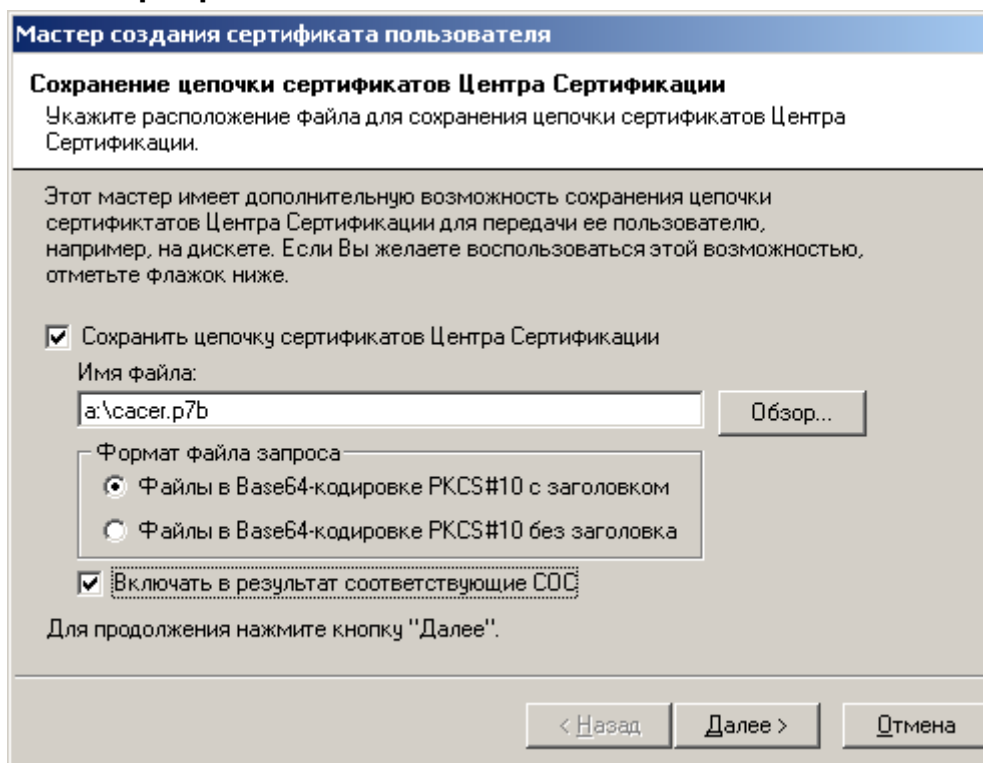 Мастер создания сертификата пользователя
Сохранение цепочки сертификатов Центра Сертификации
Укажите расположение файла для сохранения цепочки сертификатов Центра
Сертификации.
Этот мастер имеет дополнительную возможность сохранения цепочки
сертификтатов Центра Сертификации для передачи ее пользователю,
например, на дискете. Если Вы желаете воспользоваться этой возможностью,
отметьте флажок ниже.
Сохранить цепочку сертификатов Центра Сертификации
Имя файла:
a:\cacer.p7b
Обзор...
Формат файла запроса
Файлы в Base64-кодировке PKCS#10 с заголовком
Файлы в Base64-кодировке PKCS#10 без заголовка
Включать в результат соответствующие СОС
Для продолжения нажмите кнопку "Далее".
< Назад
Далее >
Отмена